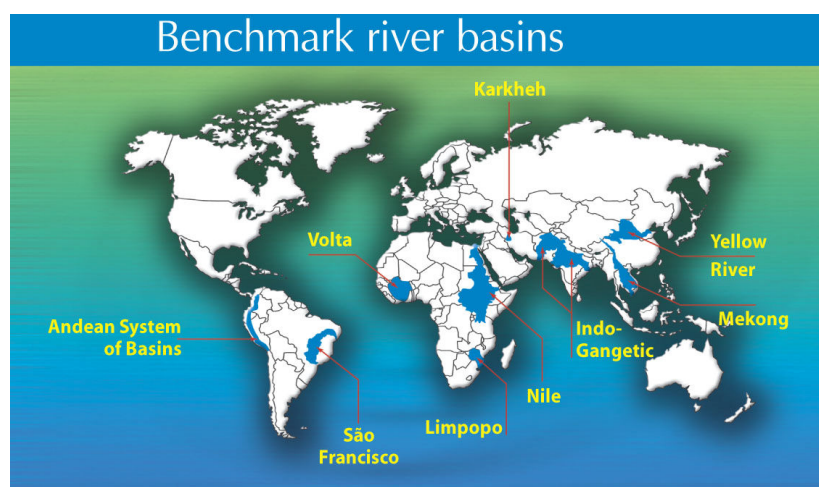 Benchmark river basins
Karkheh
Volta
Yellow
River
Andean System
of Basins
Mekong
Indo-
Gangetic
Nile
Limpopo
São
Francisco